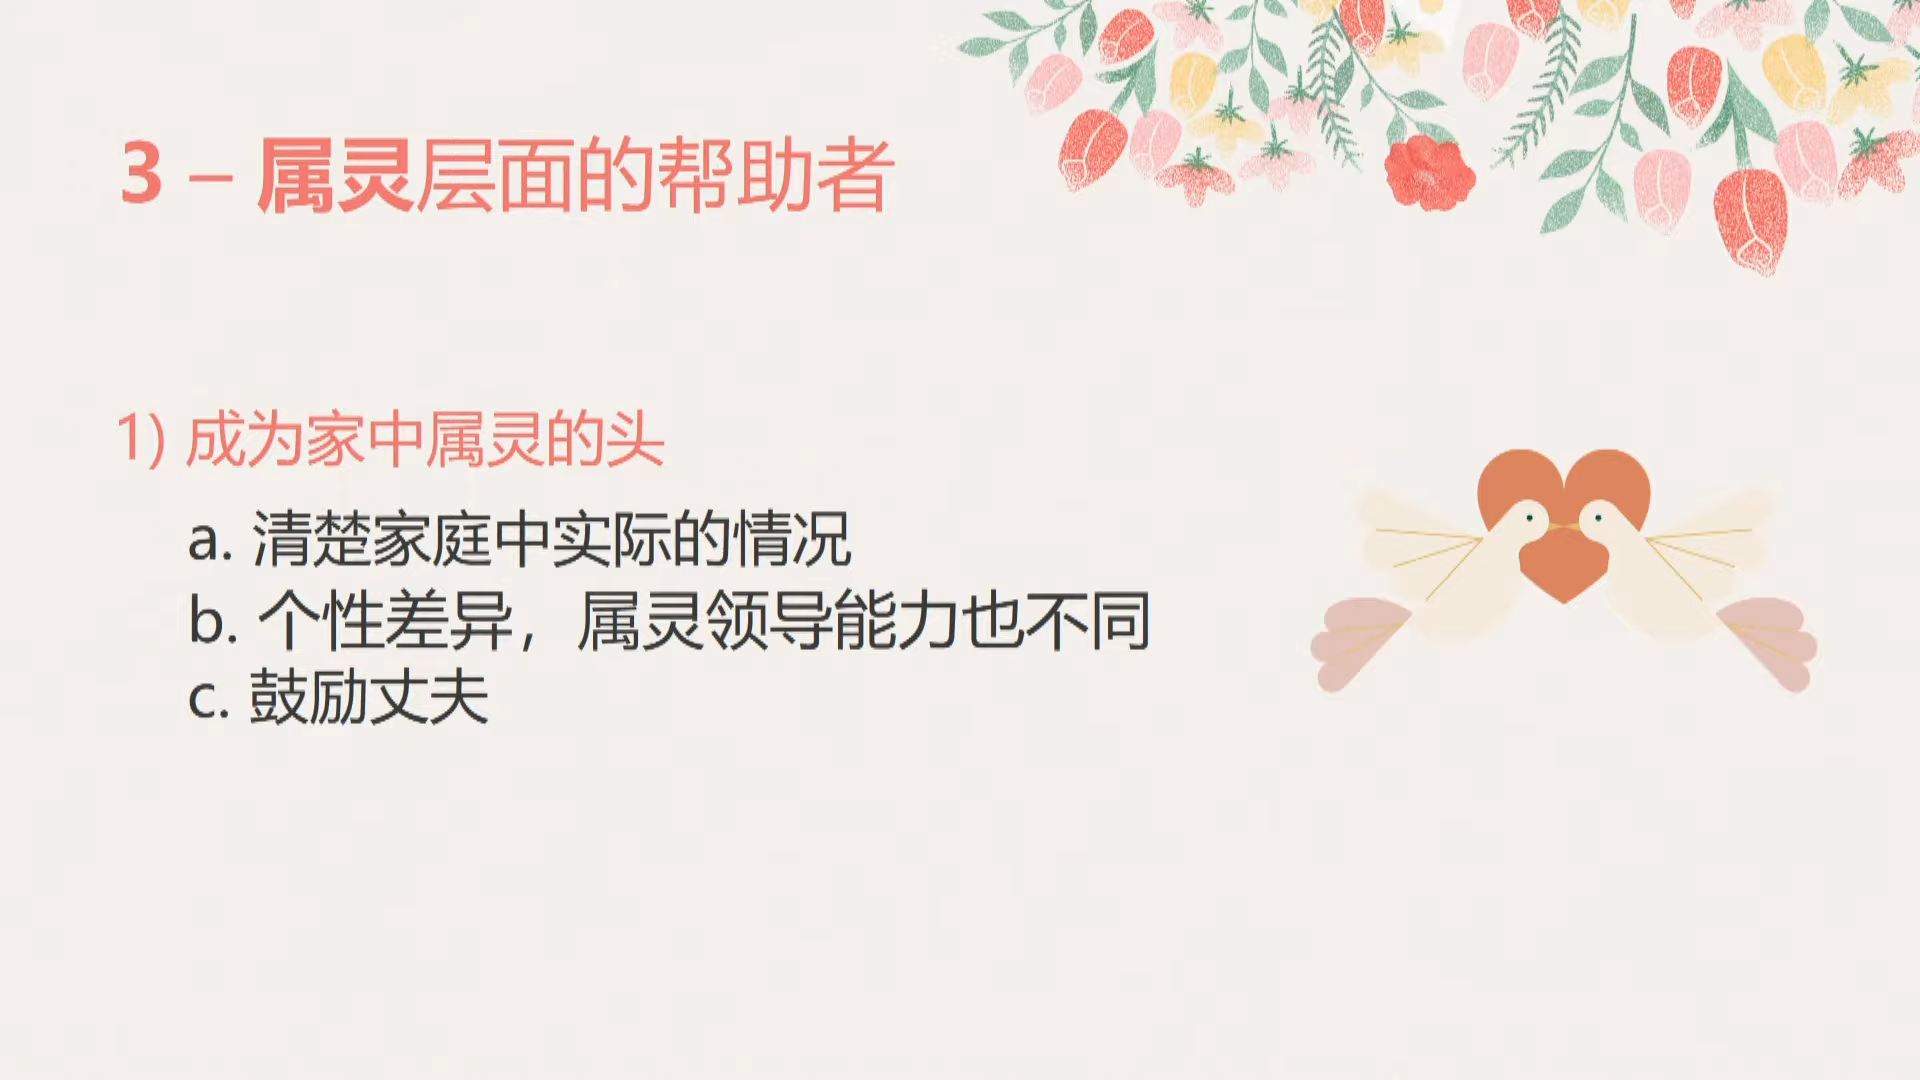 3 – 属灵层面的帮助者
1) 成为家中属灵的头
a. 清楚家庭中实际的情况
b. 个性差异，属灵领导能力也不同
c. 鼓励丈夫